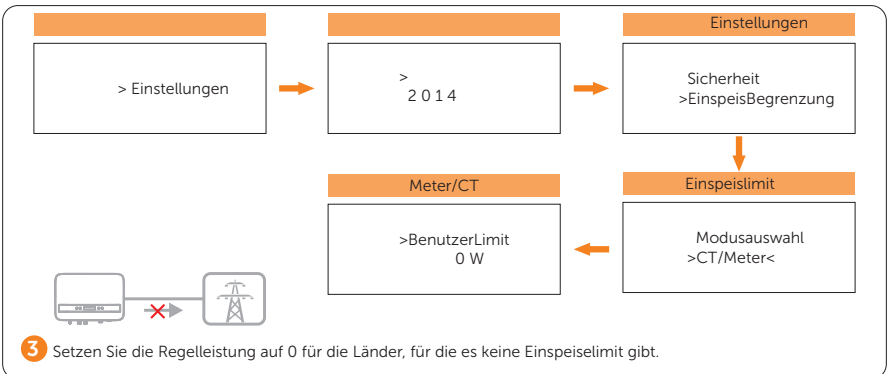 > Einstellungen
>
2 0 1 4
Einstellungen
Sicherheit
>EinspeisBegrenzung
Einspeislimit
Modusauswahl
>CT/Meter<
Meter/CT
>BenutzerLimit
0 W
3 Setzen Sie die Regelleistung auf 0 für die Länder, für die es keine Einspeiselimit gibt.